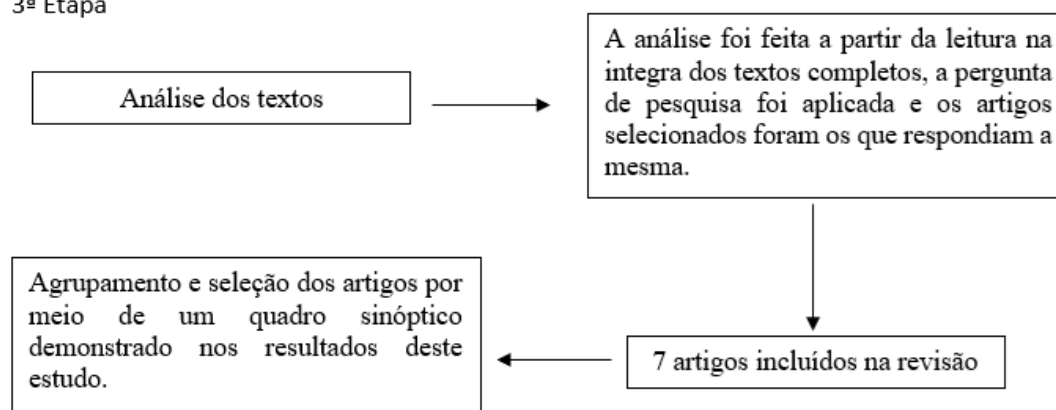 3ª Etapa
Análise dos textos
A análise foi feita a partir da leitura na
integra dos textos completos, a pergunta
de pesquisa foi aplicada e os artigos
selecionados foram os que respondiam a
mesma.
7 artigos incluídos na revisão
Agrupamento e seleção dos artigos por
meio de um quadro sinóptico
demonstrado nos resultados deste
estudo.